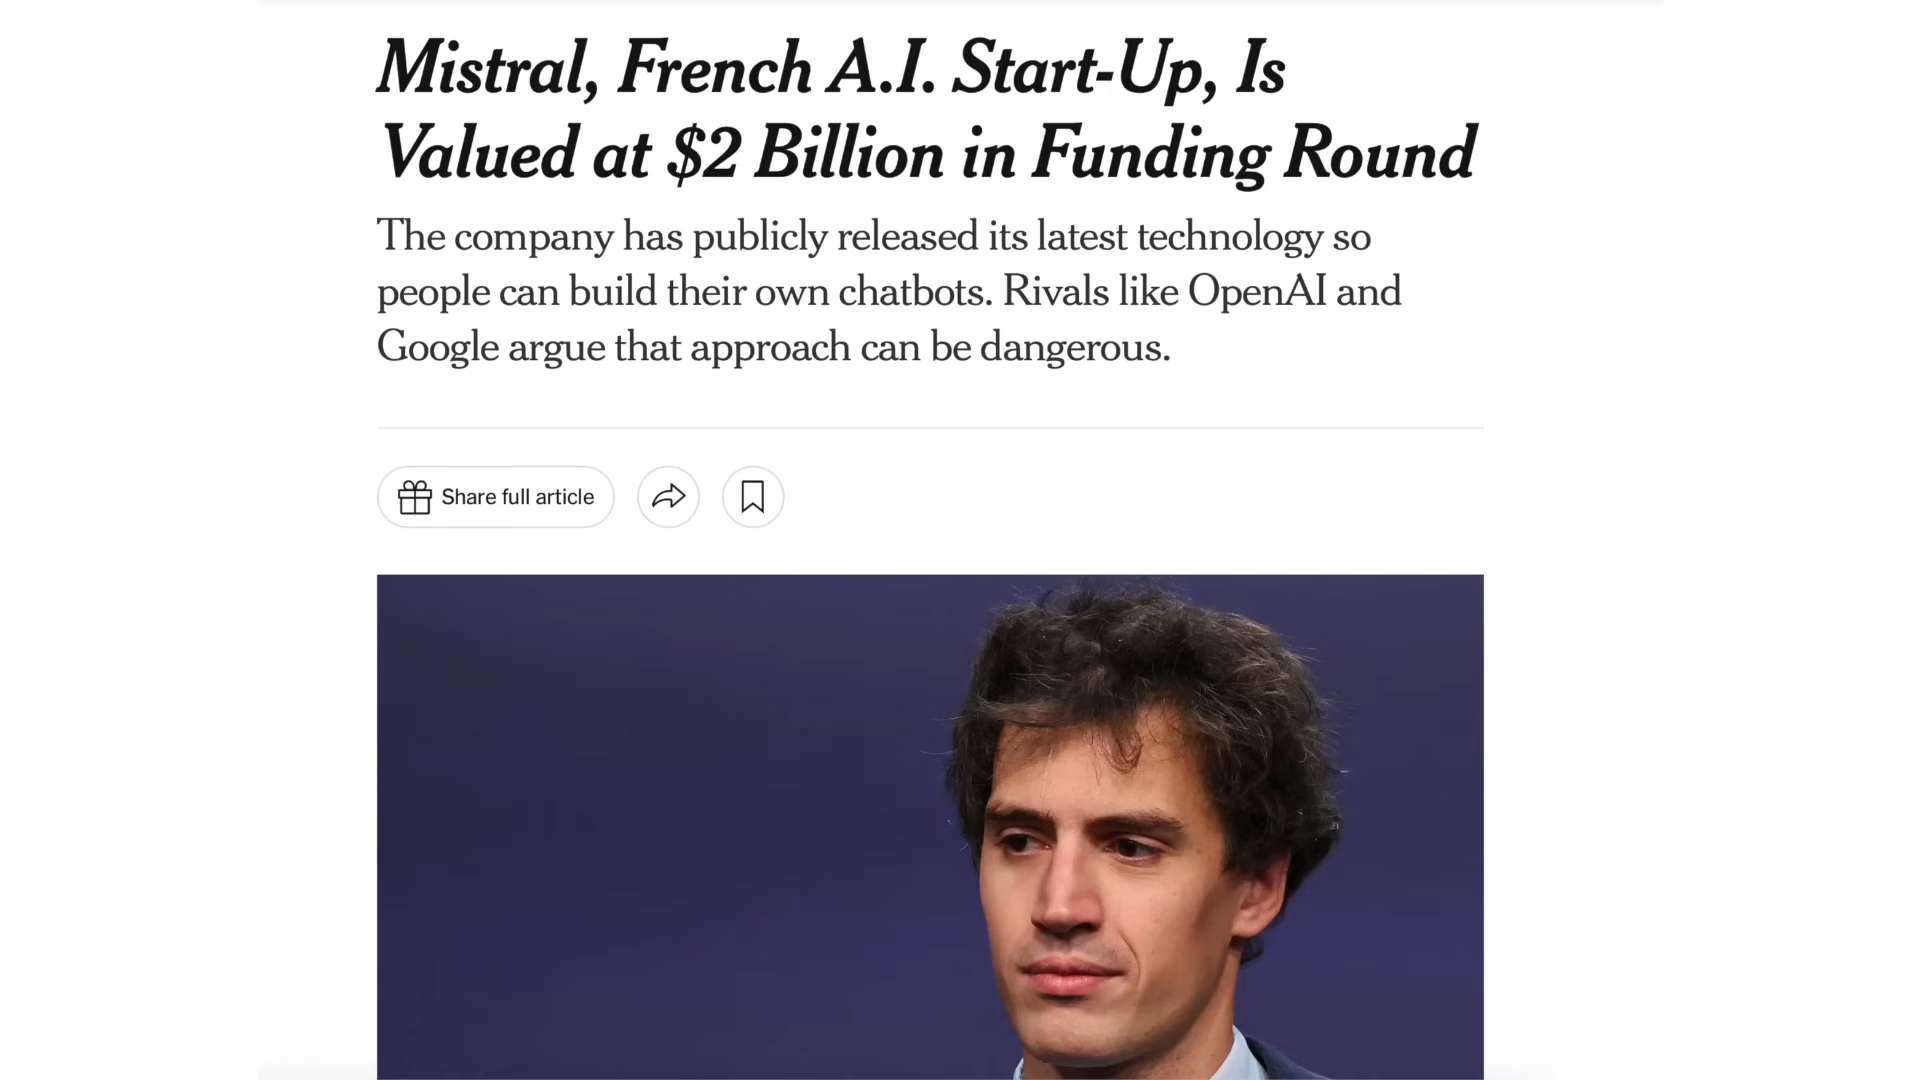 Mistral, French A.I. Start-Up, Is
Valued at $2 Billion in Funding Round
The company has publicly released its latest technology so
people can build their own chatbots. Rivals like OpenAI and
Google argue that approach can be dangerous.
Share full article